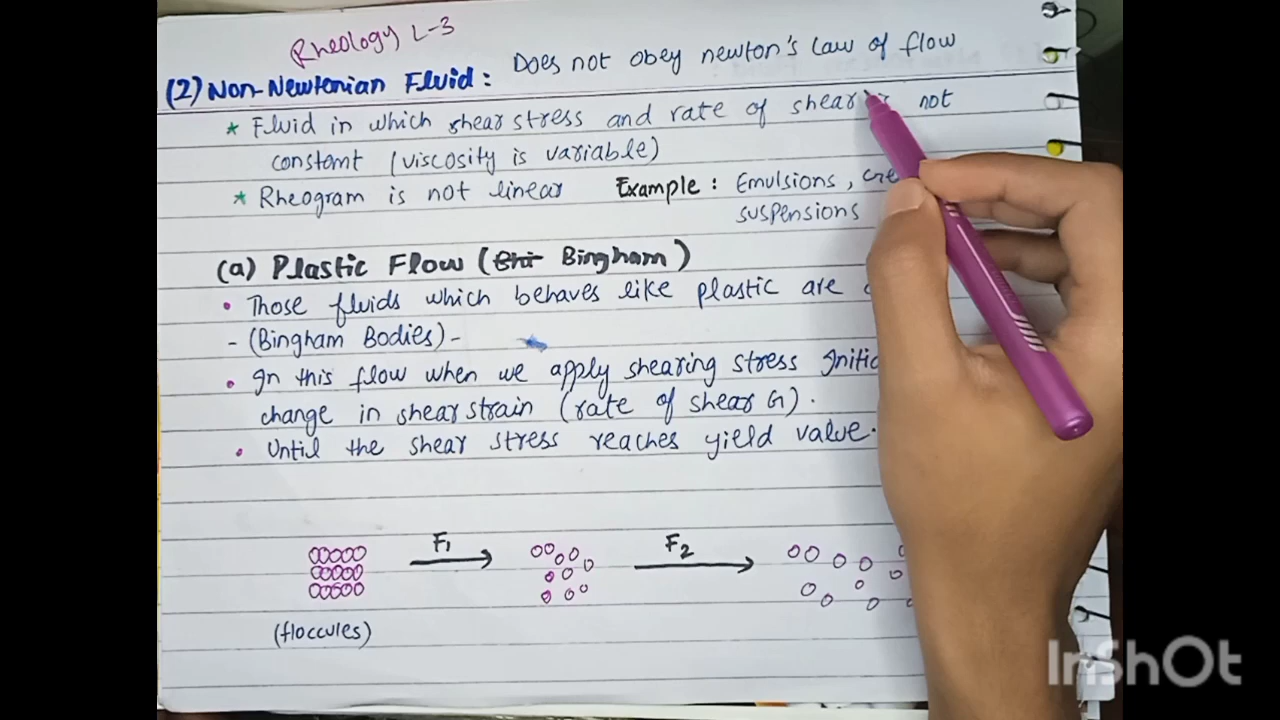 Rheology L-3
(2) Non-Newtonian Fluid: Does not obey newton's law of flow
* Fluid in which shear stress and rate of shear not
constant (viscosity is variable)
* Rheogram is not linear Example: Emulsions, cre
suspensions
(a) Plastic Flow (Bingham)
• Those fluids which behaves like plastic are
- (Bingham Bodies) -
• In this flow when we apply shearing stress Initia
change in shear strain (rate of shear G).
• Until the shear stress reaches yield value.
F1 F2
(floccules)
InShOt